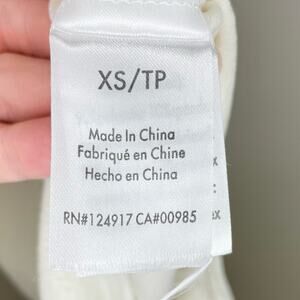 XS/TP
Made In China
Fabriqué en Chine
Hecho en China
RN#124917 CA#00985